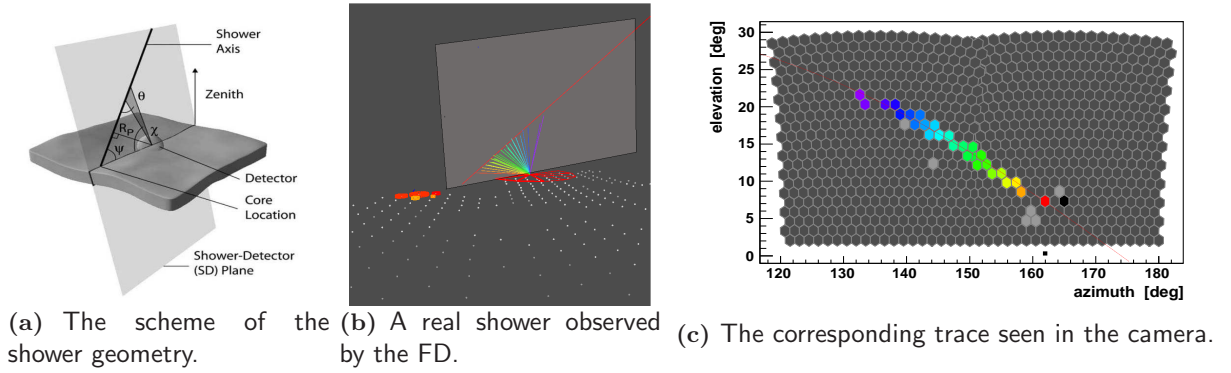 Shower
Axis
θ
Zenith
R_P
χ
ψ
Detector
Core
Location
Shower-Detector
(SD) Plane
(a) The scheme of the
shower geometry.
(b) A real shower observed
by the FD.
elevation [deg]
30
25
20
15
10
5
0
120 130 140 150 160 170 180
azimuth [deg]
(c) The corresponding trace seen in the camera.